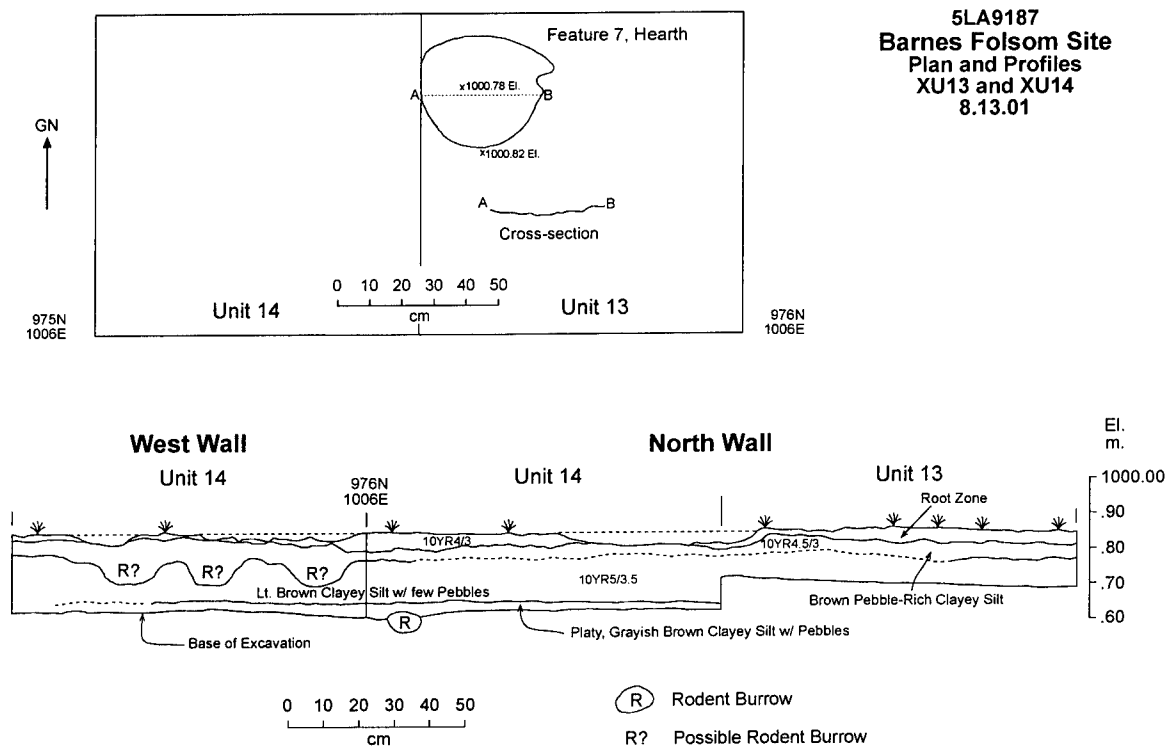 5LA9187
Barnes Folsom Site
Plan and Profiles
XU13 and XU14
8.13.01
Feature 7, Hearth
A x1000.78 El. B
x1000.82 El.
GN
A B
Cross-section
0 10 20 30 40 50
cm
Unit 14
Unit 13
975N
1006E
976N
1006E
West Wall
North Wall
Unit 14
976N
1006E
Unit 14
Unit 13
El.
m.
1000.00
.90
.80
.70
.60
Root Zone
10YR4/3
10YR4.5/3
R? R? R?
10YR5/3.5
Lt. Brown Clayey Silt w/ few Pebbles
Brown Pebble-Rich Clayey Silt
R
Platy, Grayish Brown Clayey Silt w/ Pebbles
Base of Excavation
0 10 20 30 40 50
cm
R Rodent Burrow
R? Possible Rodent Burrow